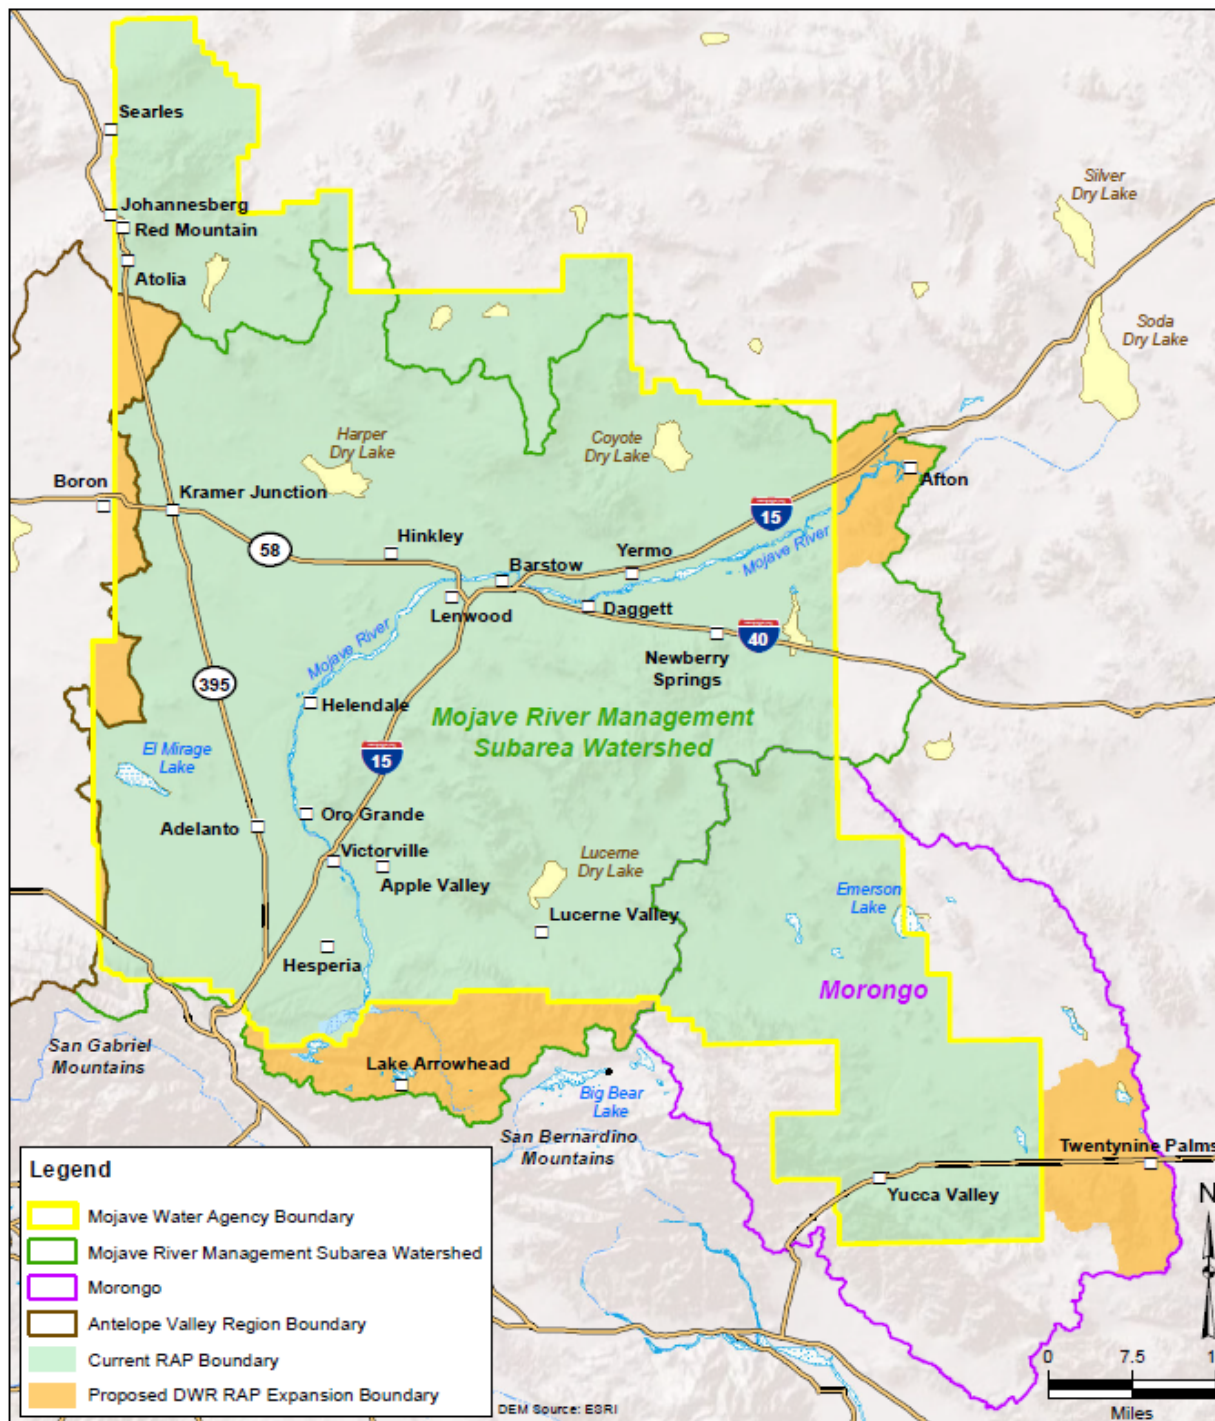 Searles
Silver
Dry Lake
Johannesberg
Red Mountain
Atolia
Soda
Dry Lake
Harper
Dry Lake
Coyote
Dry Lake
Boron
Kramer Junction
Afton
15
58
Hinkley
Yermo
Mojave River
Barstow
Lenwood
Daggett
Mojave River
40
Newberry
Springs
395
Helendale
Mojave River Management
Subarea Watershed
El Mirage
Lake
15
Adelanto
Oro Grande
Victorville
Apple Valley
Lucerne
Dry Lake
Emerson
Lake
Lucerne Valley
Hesperia
Morongo
San Gabriel
Mountains
Lake Arrowhead
Big Bear
Lake
San Bernardino
Mountains
Twentynine Palms
Yucca Valley
N
Legend
Mojave Water Agency Boundary
Mojave River Management Subarea Watershed
Morongo
Antelope Valley Region Boundary
Current RAP Boundary
Proposed DWR RAP Expansion Boundary
DEM Source: ESRI
0 7.5
Miles